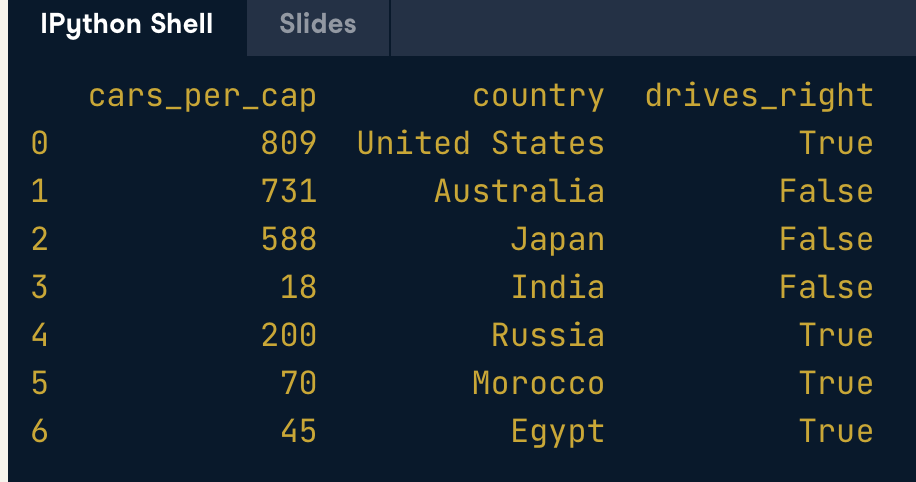 IPython Shell Slides
cars_per_cap country drives_right
0 809 United States True
1 731 Australia False
2 588 Japan False
3 18 India False
4 200 Russia True
5 70 Morocco True
6 45 Egypt True